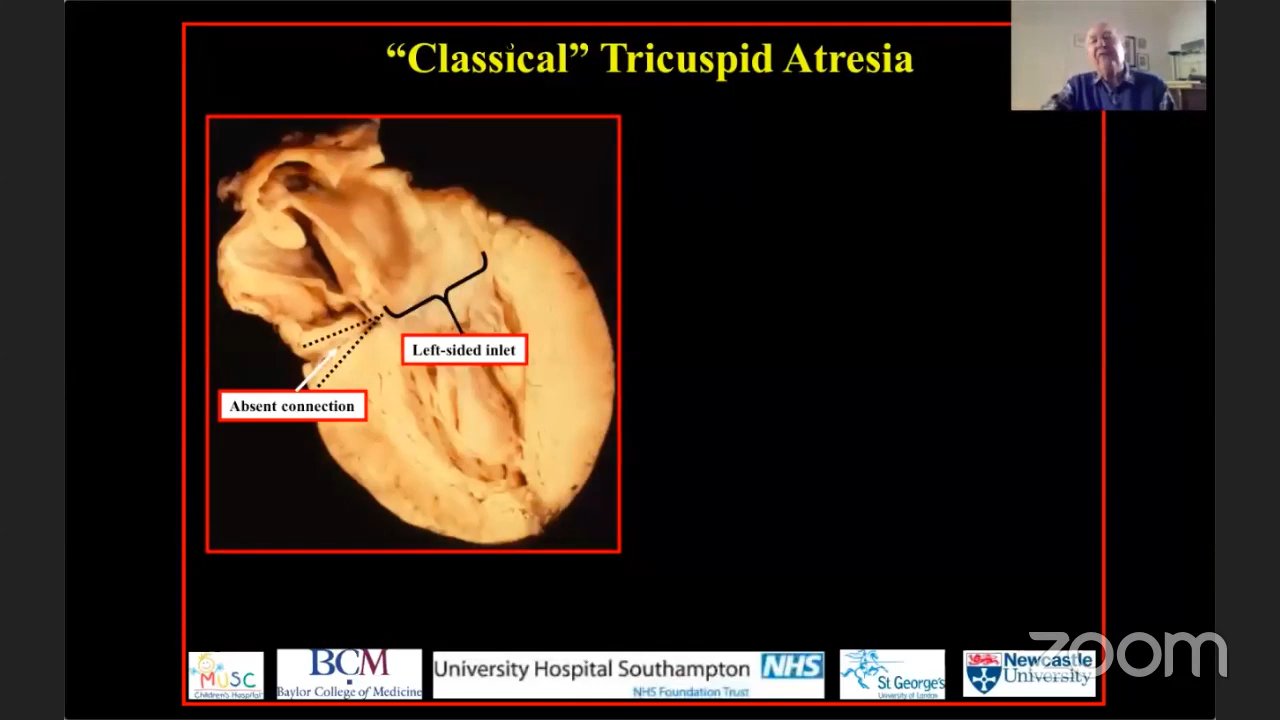 “Classical” Tricuspid Atresia
Left-sided inlet
Absent connection
MUSC
Children's Hospital
BCM
Baylor College of Medicine
University Hospital Southampton NHS
NHS Foundation Trust
St George's
University of London
Newcastle
University
zoom